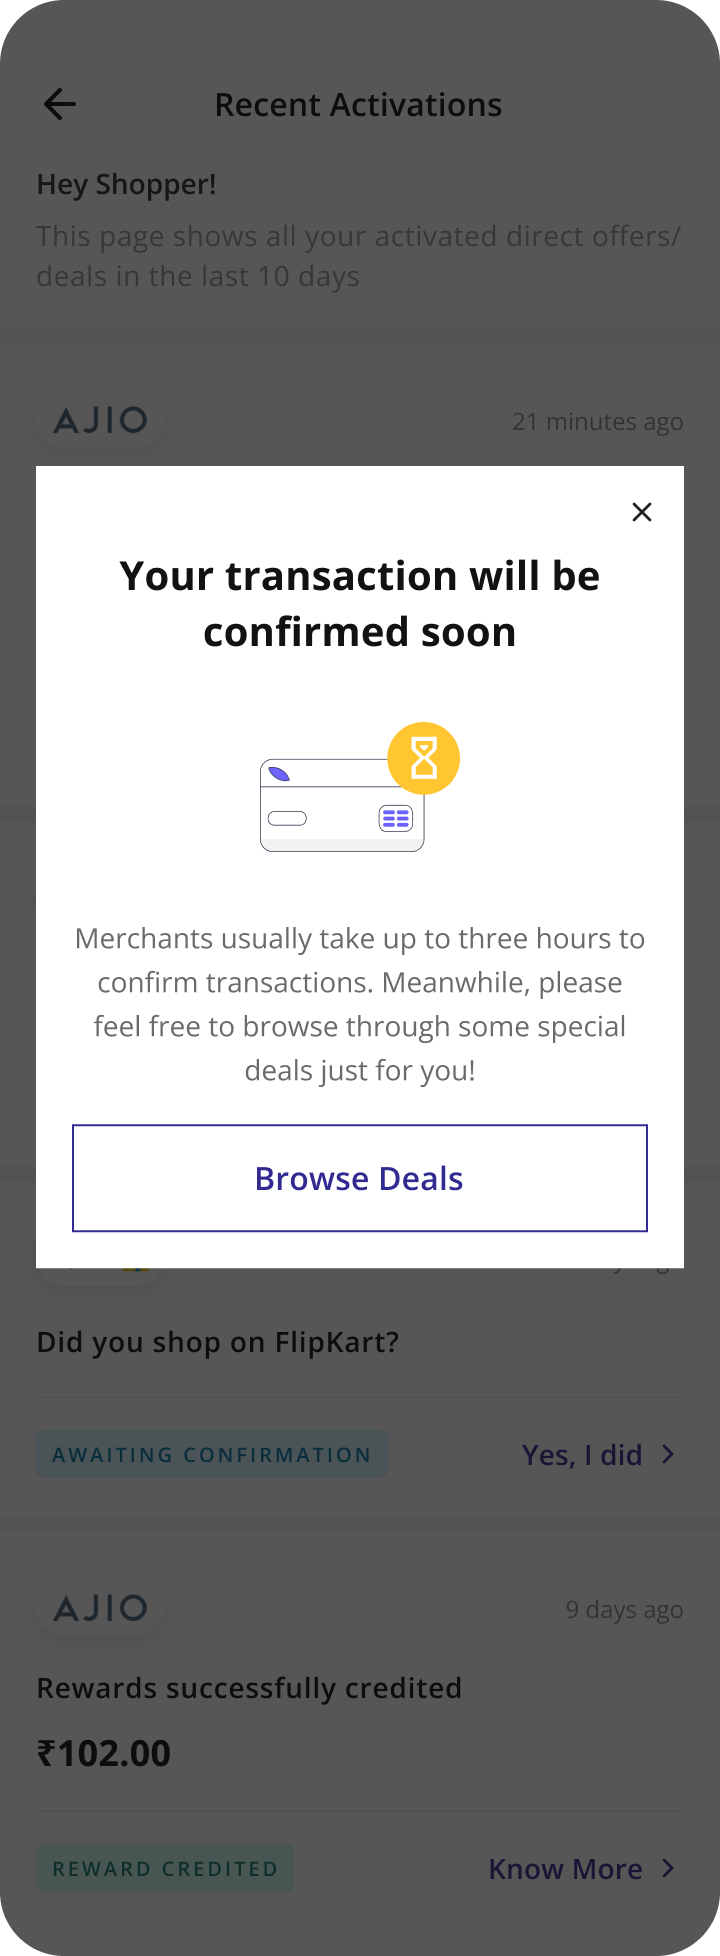 Recent Activations
Hey Shopper!
This page shows all your activated direct offers/
deals in the last 10 days
AJIO
21 minutes ago
Your transaction will be
confirmed soon
Merchants usually take up to three hours to
confirm transactions. Meanwhile, please
feel free to browse through some special
deals just for you!
Browse Deals
Did you shop on FlipKart?
AWAITING CONFIRMATION
Yes, I did
AJIO
9 days ago
Rewards successfully credited
₹102.00
REWARD CREDITED
Know More